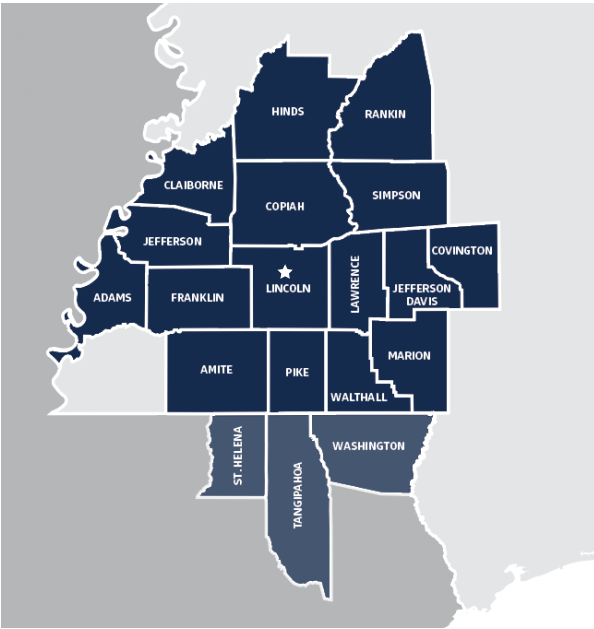 HINDS
RANKIN
CLAIBORNE
SIMPSON
COPIAH
JEFFERSON
COVINGTON
LAWRENCE
LINCOLN
JEFFERSON
DAVIS
ADAMS
FRANKLIN
MARION
AMITE
PIKE
WALTHALL
WASHINGTON
ST. HELENA
TANGIPAHOA